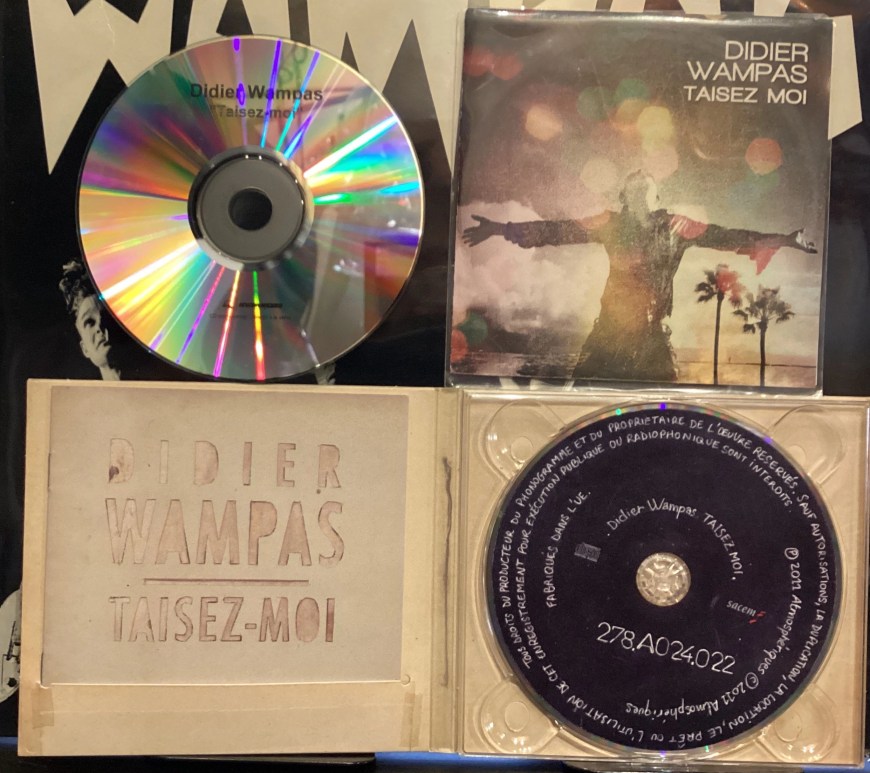 WAMPAS
Didier Wampas
"Taisez-moi"
DIDIER
WAMPAS
TAISEZ MOI
DIDIER
WAMPAS
TAISEZ-MOI
TOUS DROITS DU PRODUCTEUR DU PHONOGRAMME ET DU PROPRIETAIRE DE L'ŒUVRE RESERVÉS. SAUF AUTORISATIONS, LA DUPLICATION, LA LOCATION, LE PRÊT OU L'UTILISATION DE CET ENREGISTREMENT POUR EXÉCUTION PUBLIQUE OU RADIOPHONIQUE SONT INTERDITS
FABRIQUÉS DANS L'UE.
Didier Wampas TAISEZ MOI.
sacem
278.A024.022
℗ 2011 Atmosphériques © 2011 Atmosphériques